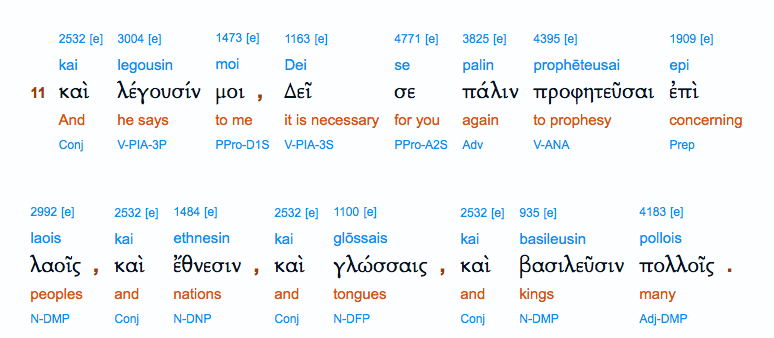 2532 [e] 3004 [e] 1473 [e] 1163 [e] 4771 [e] 3825 [e] 4395 [e] 1909 [e]
kai legousin moi Dei se palin prophēteusai epi
11 καὶ λέγουσίν μοι , Δεῖ σε πάλιν προφητεῦσαι ἐπὶ
And he says to me it is necessary for you again to prophesy concerning
Conj V-PIA-3P PPro-D1S V-PIA-3S PPro-A2S Adv V-ANA Prep
2992 [e] 2532 [e] 1484 [e] 2532 [e] 1100 [e] 2532 [e] 935 [e] 4183 [e]
laois kai ethnesin kai glōssais kai basileusin pollois
λαοῖς , καὶ ἔθνεσιν , καὶ γλώσσαις , καὶ βασιλεῦσιν πολλοῖς .
peoples and nations and tongues and kings many
N-DMP Conj N-DNP Conj N-DFP Conj N-DMP Adj-DMP